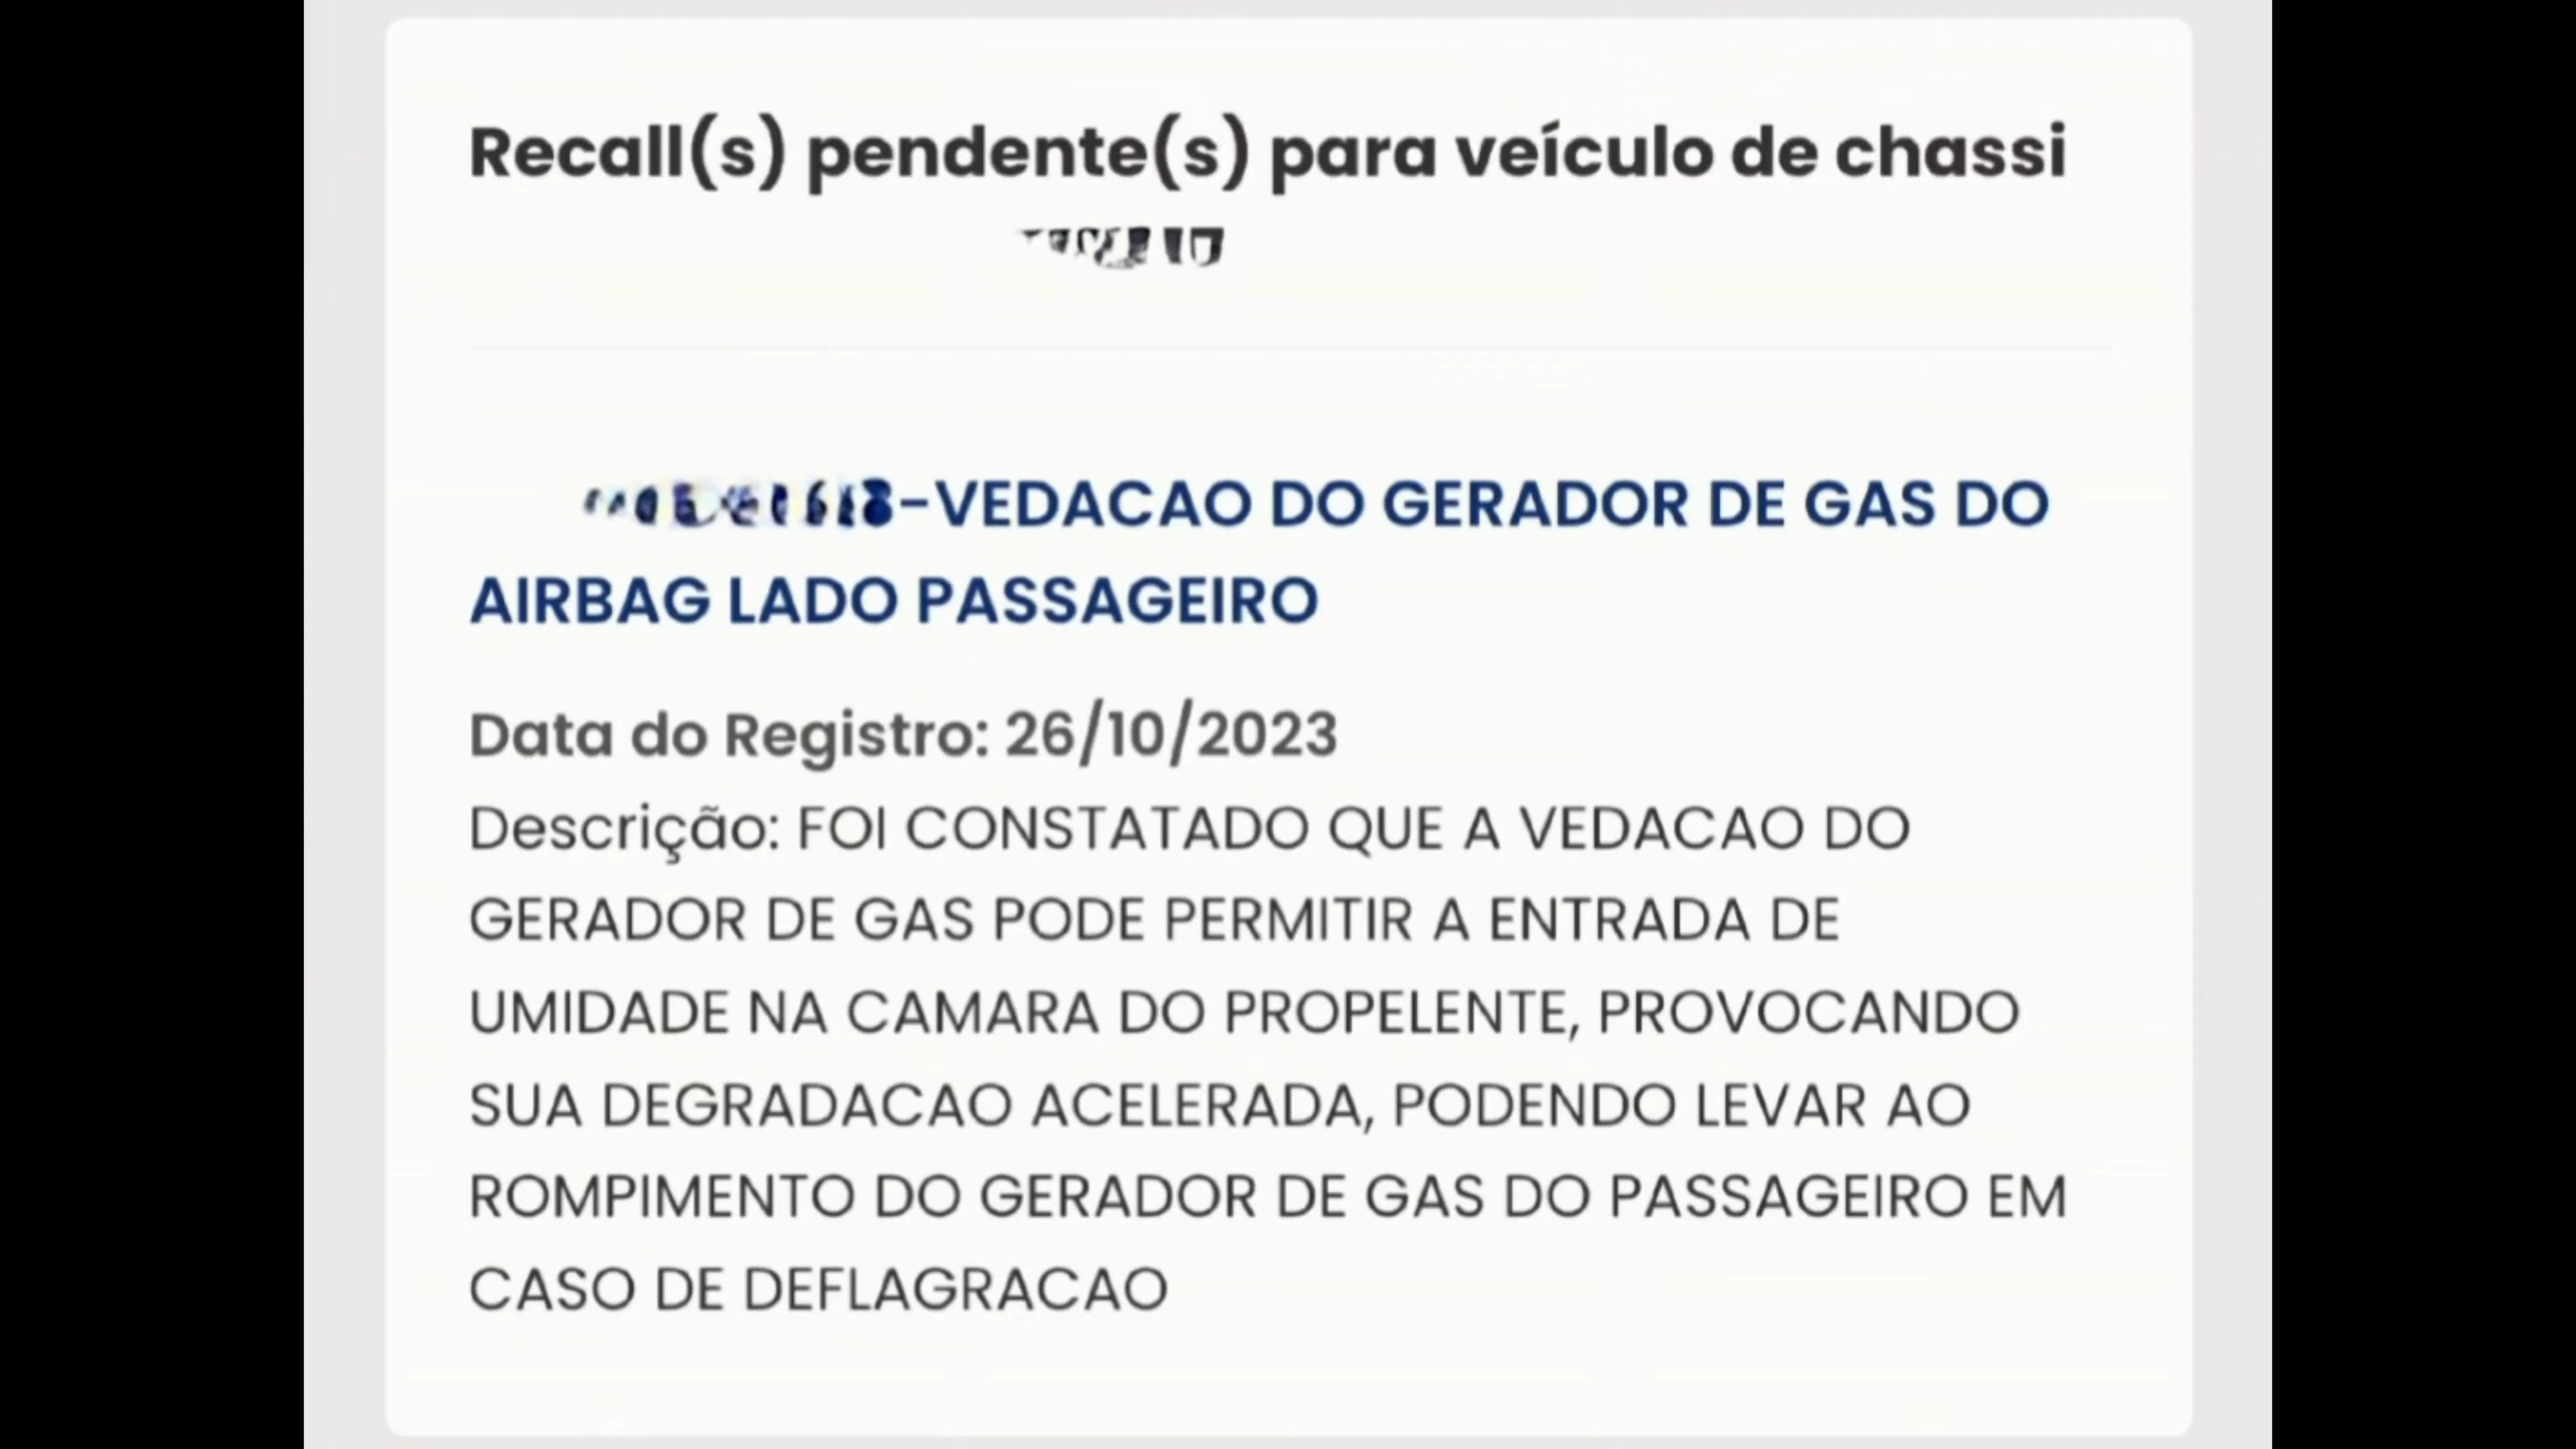 Recall(s) pendente(s) para veículo de chassi
-VEDACAO DO GERADOR DE GAS DO
AIRBAG LADO PASSAGEIRO
Data do Registro: 26/10/2023
Descrição: FOI CONSTATADO QUE A VEDACAO DO
GERADOR DE GAS PODE PERMITIR A ENTRADA DE
UMIDADE NA CAMARA DO PROPELENTE, PROVOCANDO
SUA DEGRADACAO ACELERADA, PODENDO LEVAR AO
ROMPIMENTO DO GERADOR DE GAS DO PASSAGEIRO EM
CASO DE DEFLAGRACAO